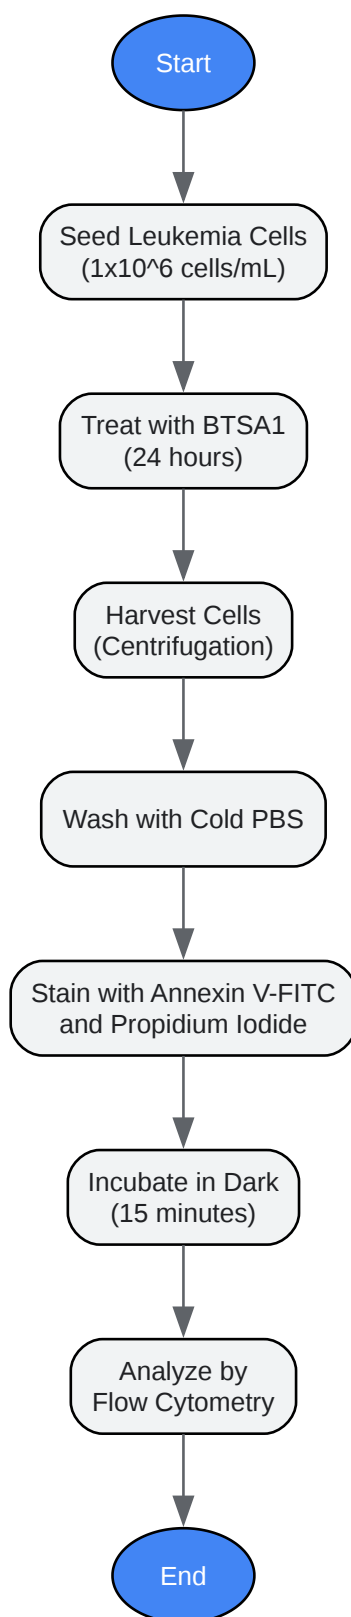 Start
Seed Leukemia Cells
(1x10^6 cells/mL)
Treat with BTSA1
(24 hours)
Harvest Cells
(Centrifugation)
Wash with Cold PBS
Stain with Annexin V-FITC
and Propidium Iodide
Incubate in Dark
(15 minutes)
Analyze by
Flow Cytometry
End